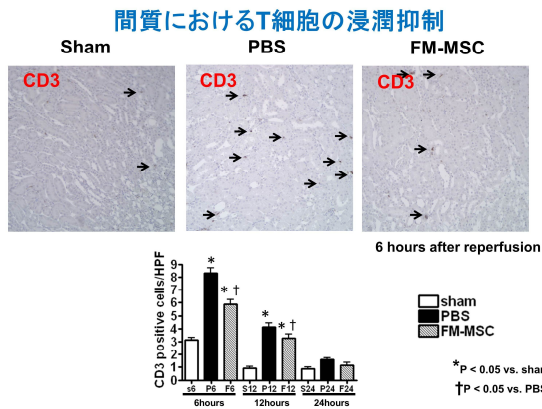 間質におけるT細胞の浸潤抑制
Sham PBS FM-MSC
CD3 CD3 CD3
6 hours after reperfusion
CD3 positive cells/HPF
9
8
7
6
5
4
3
2
1
0
* * † * * †
s6 P6 F6 S12 P12 F12 S24 P24 F24
6hours 12hours 24hours
sham
PBS
FM-MSC
*P < 0.05 vs. sham
†P < 0.05 vs. PBS